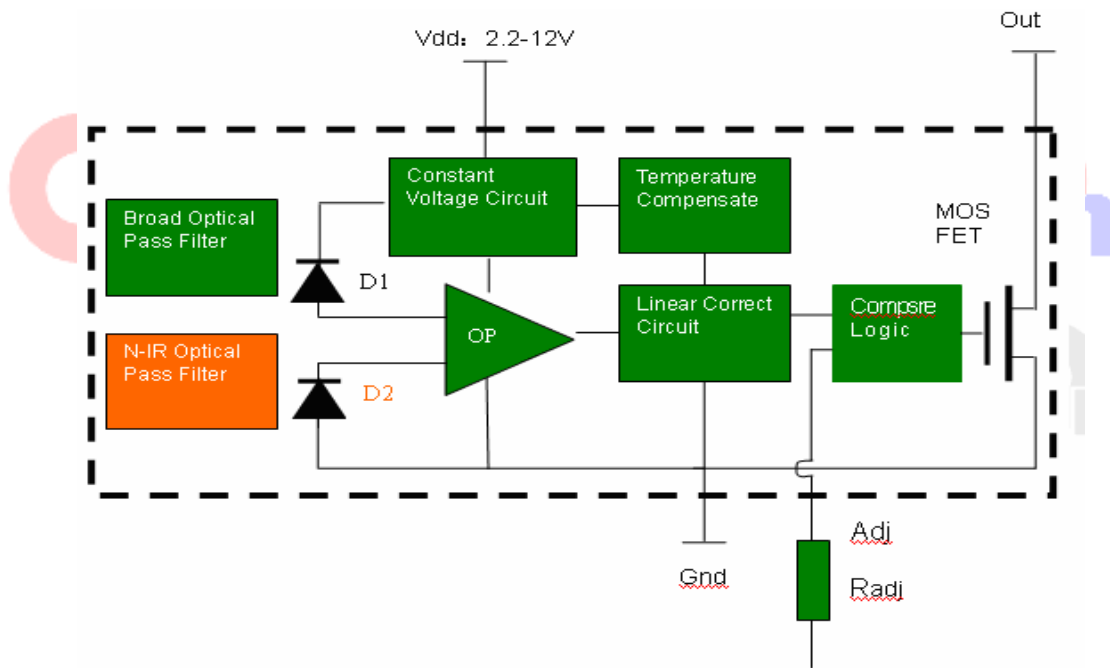 Out
Vdd：2.2-12V
Constant
Voltage Circuit
Temperature
Compensate
Broad Optical
Pass Filter
MOS
FET
D1
Linear Correct
Circuit
Compsre
Logic
OP
N-IR Optical
Pass Filter
D2
Adj
Gnd
Radj